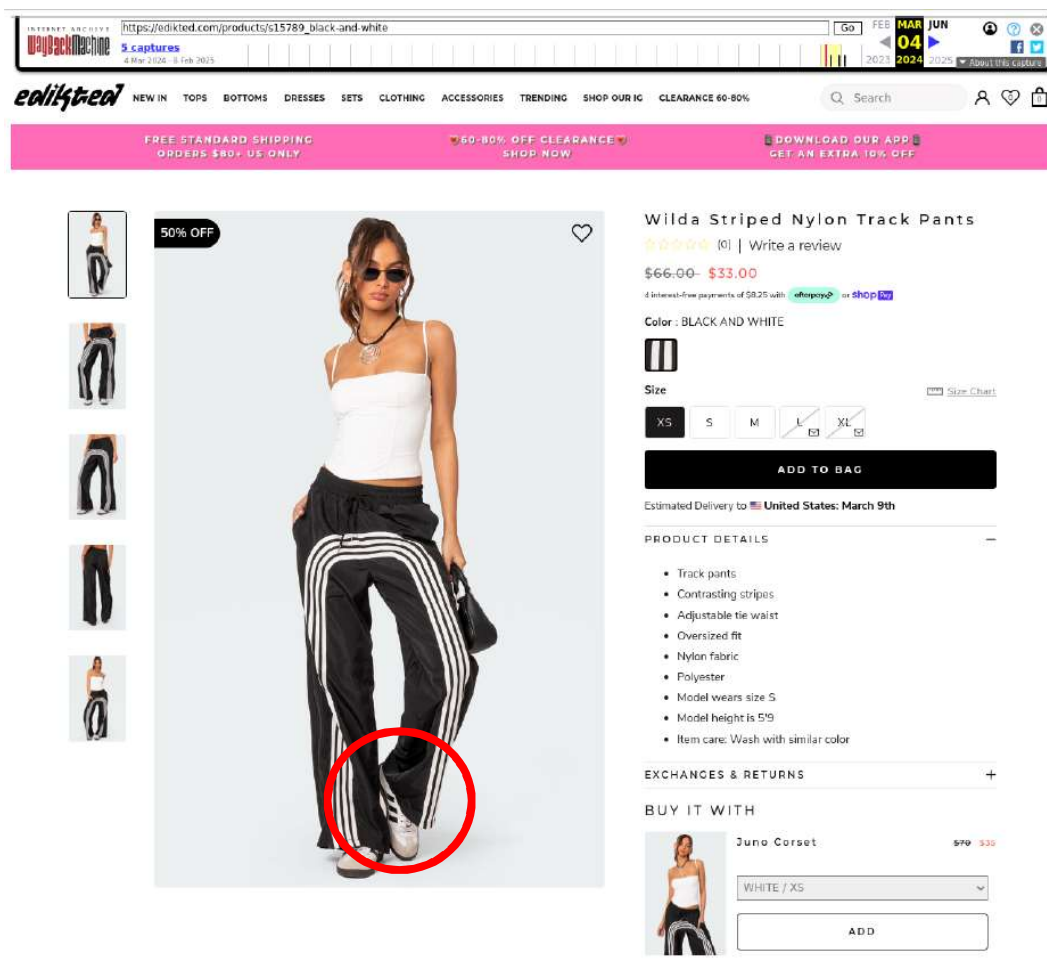 INTERNET ARCHIVE
WayBackMachine
https://edikted.com/products/s15789_black-and-white
Go
FEB MAR JUN
5 captures
04
4 Mar 2024 - 8 Feb 2025
2023 2024 2025
About this capture
edikted
NEW IN TOPS BOTTOMS DRESSES SETS CLOTHING ACCESSORIES TRENDING SHOP OUR IG CLEARANCE 60-80%
Search
0
0
FREE STANDARD SHIPPING
ORDERS $80+ US ONLY
60-80% OFF CLEARANCE
SHOP NOW
DOWNLOAD OUR APP
GET AN EXTRA 10% OFF
50% OFF
Wilda Striped Nylon Track Pants
(0) | Write a review
$66.00 $33.00
4 interest-free payments of $8.25 with afterpay or shop Pay
Color : BLACK AND WHITE
Size
Size Chart
XS S M L XL
ADD TO BAG
Estimated Delivery to United States: March 9th
PRODUCT DETAILS
• Track pants
• Contrasting stripes
• Adjustable tie waist
• Oversized fit
• Nylon fabric
• Polyester
• Model wears size S
• Model height is 5'9
• Item care: Wash with similar color
EXCHANGES & RETURNS
BUY IT WITH
Juno Corset
$70 $35
WHITE / XS
ADD